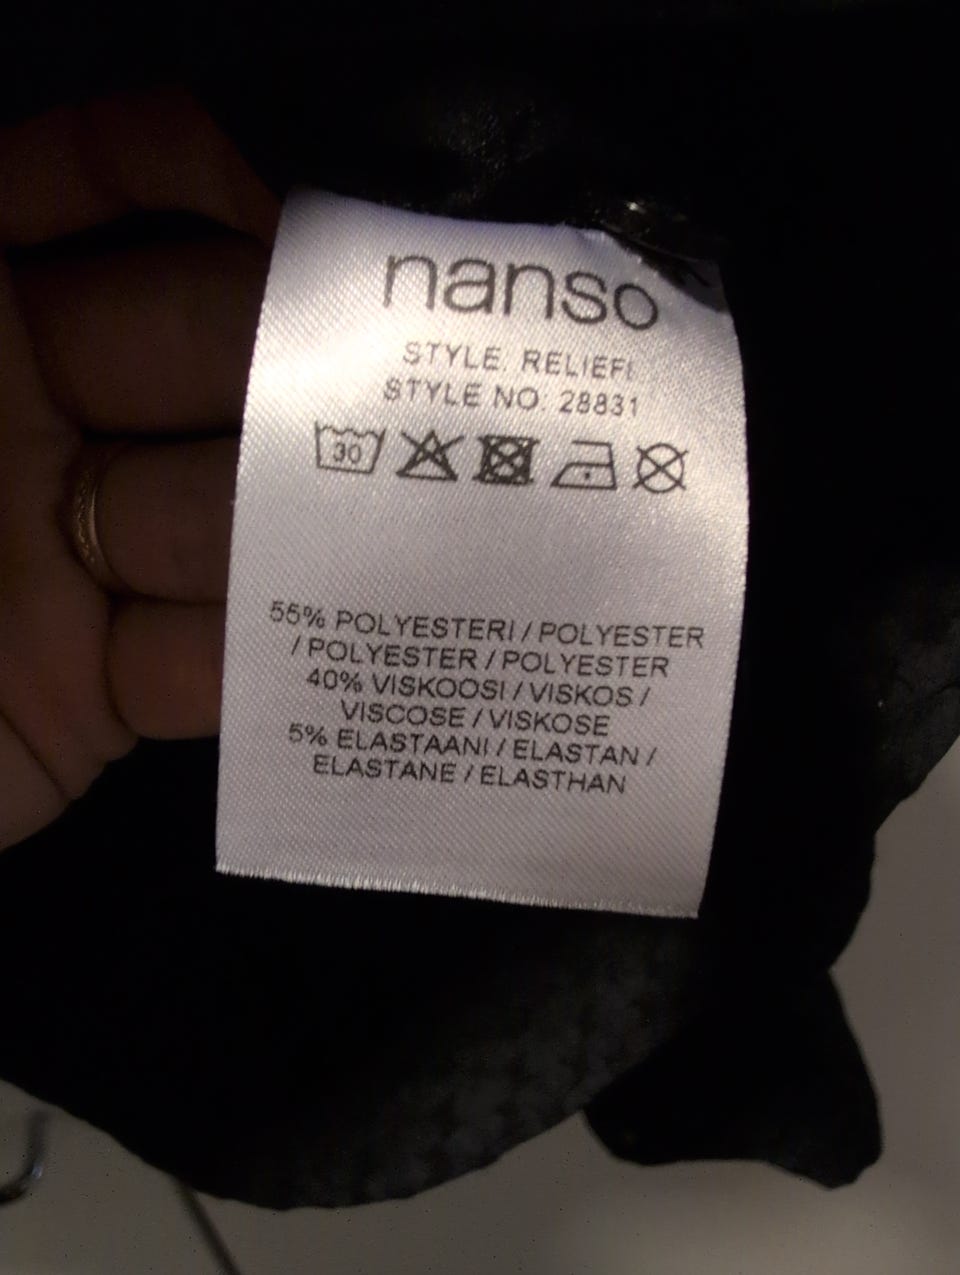 nanso
STYLE: RELIEFI
STYLE NO: 28831
30
55% POLYESTERI / POLYESTER
/ POLYESTER / POLYESTER
40% VISKOOSI / VISKOS /
VISCOSE / VISKOSE
5% ELASTAANI / ELASTAN /
ELASTANE / ELASTHAN